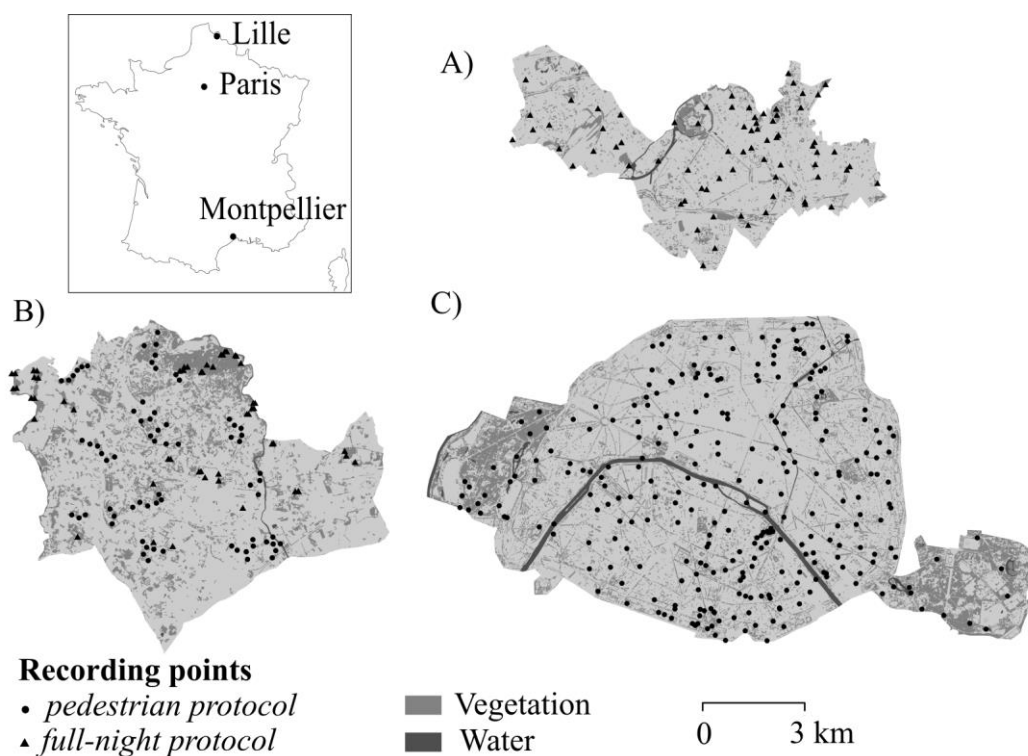 Lille
Paris
Montpellier
A)
B)
C)
Recording points
pedestrian protocol
full-night protocol
Vegetation
Water
0 3 km